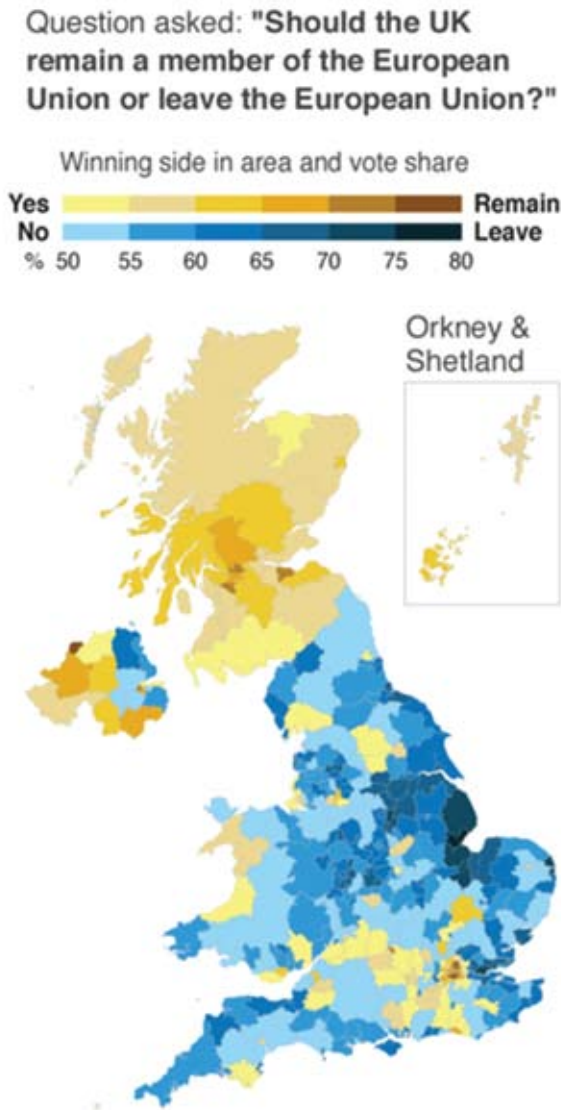 Question asked: "Should the UK
remain a member of the European
Union or leave the European Union?"
Winning side in area and vote share
Yes Remain
No Leave
% 50 55 60 65 70 75 80
Orkney &
Shetland